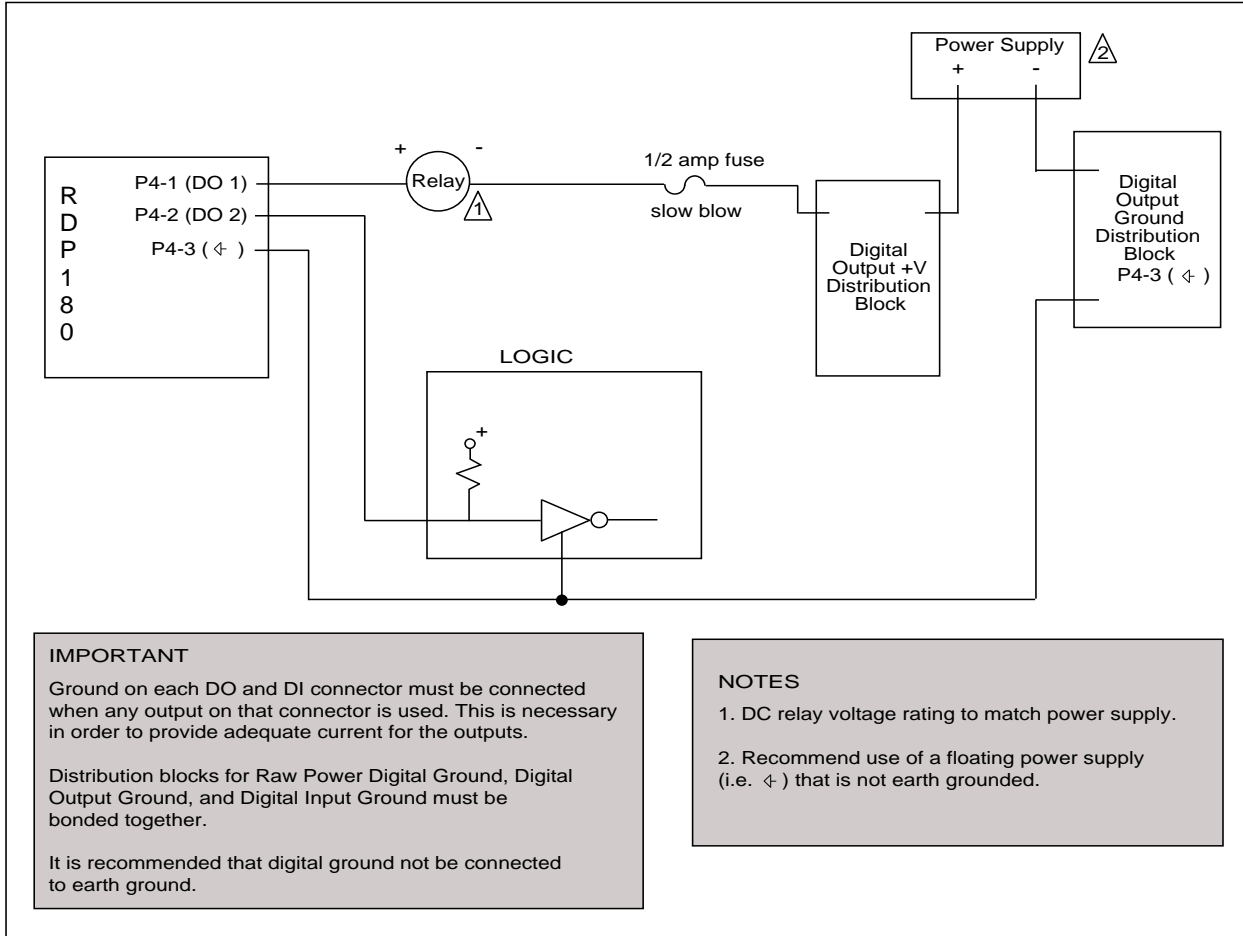 Power Supply
+ -
2
RDP180
P4-1 (DO 1)
P4-2 (DO 2)
P4-3 ( )
+ -
Relay
1
1/2 amp fuse
slow blow
Digital
Output +V
Distribution
Block
Digital
Output
Ground
Distribution
Block
P4-3 ( )
LOGIC
+
IMPORTANT
Ground on each DO and DI connector must be connected
when any output on that connector is used. This is necessary
in order to provide adequate current for the outputs.
Distribution blocks for Raw Power Digital Ground, Digital
Output Ground, and Digital Input Ground must be
bonded together.
It is recommended that digital ground not be connected
to earth ground.
NOTES
1. DC relay voltage rating to match power supply.
2. Recommend use of a floating power supply
(i.e. ) that is not earth grounded.